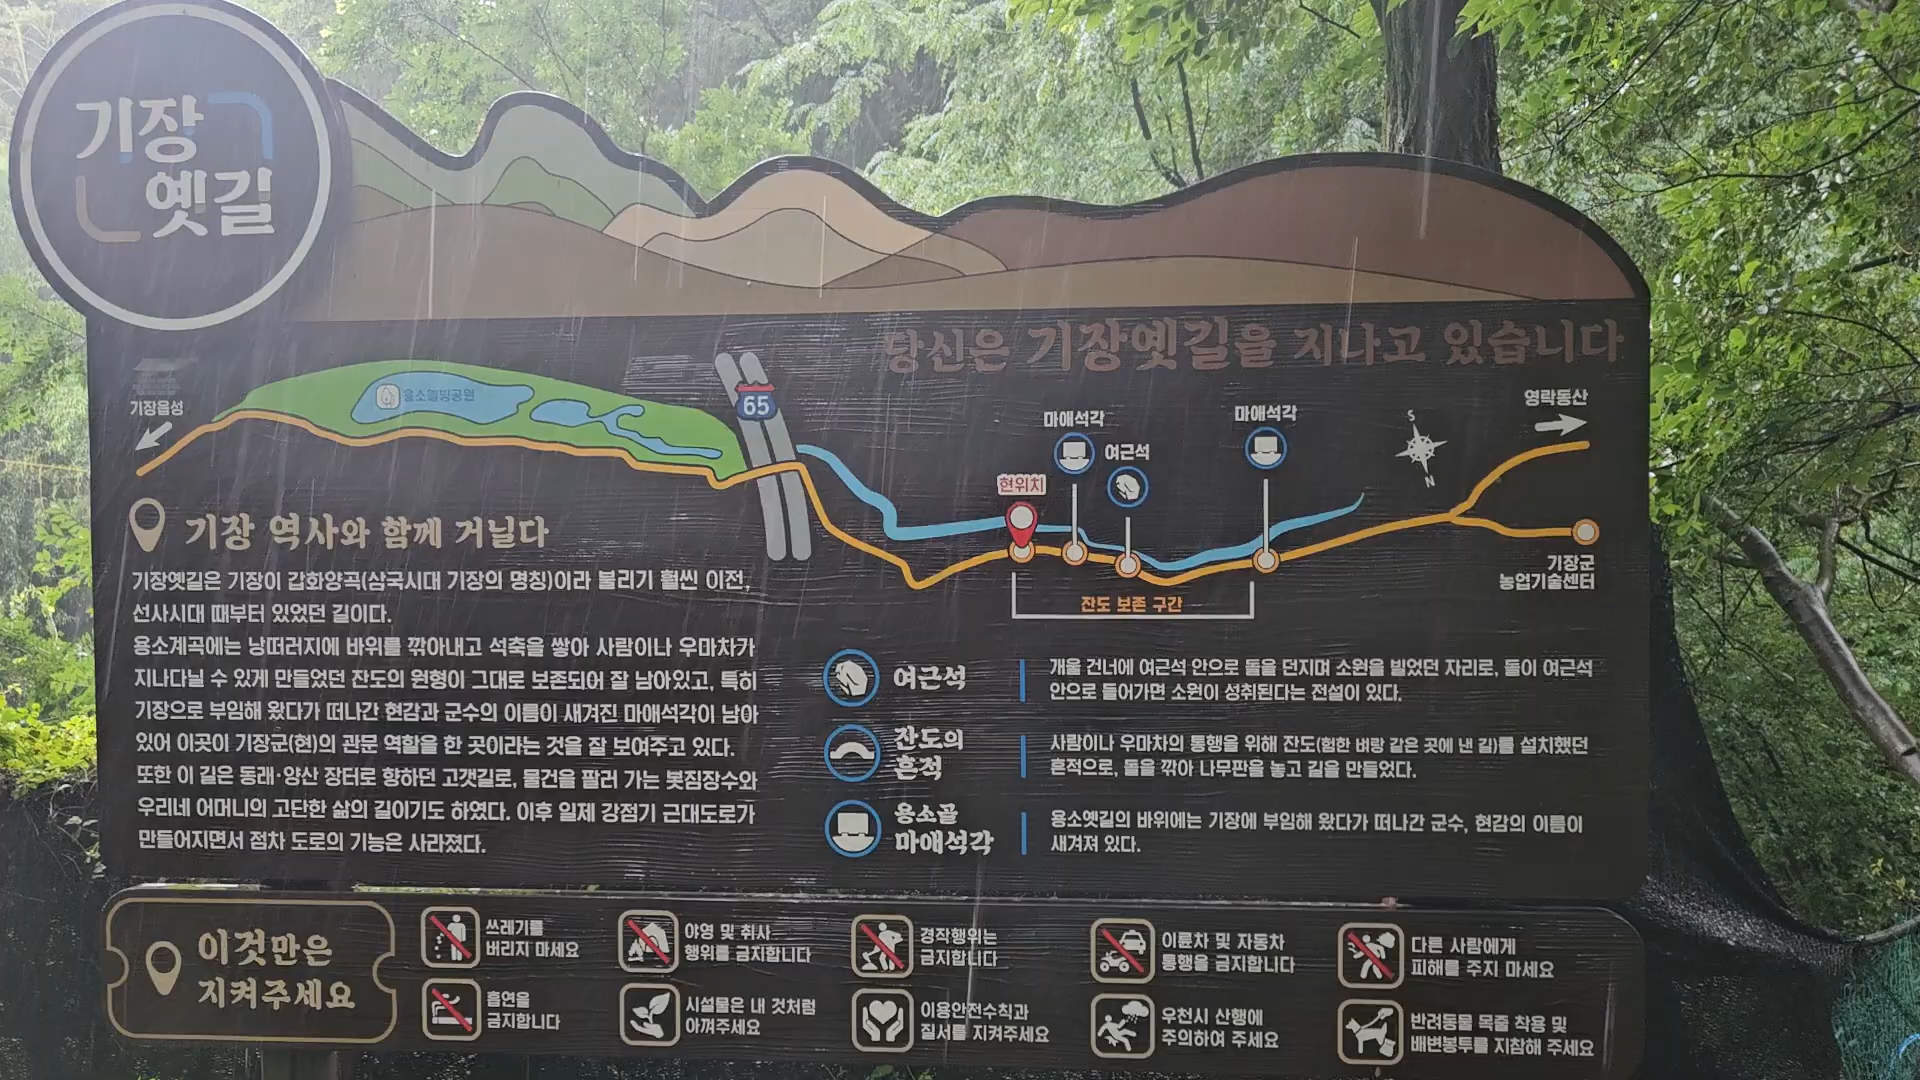 기장
옛길
당신은 기장옛길을 지나고 있습니다
기장읍성
용소웰빙공원
65
마애석각
여근석
마애석각
현위치
S
N
영락동산
기장군
농업기술센터
잔도 보존 구간
기장 역사와 함께 거닐다
기장옛길은 기장이 갑화양곡(삼국시대 기장의 명칭)이라 불리기 훨씬 이전,
선사시대 때부터 있었던 길이다.
용소계곡에는 낭떠러지에 바위를 깎아내고 석축을 쌓아 사람이나 우마차가
지나다닐 수 있게 만들었던 잔도의 원형이 그대로 보존되어 잘 남아있고, 특히
기장으로 부임해 왔다가 떠나간 현감과 군수의 이름이 새겨진 마애석각이 남아
있어 이곳이 기장군(현)의 관문 역할을 한 곳이라는 것을 잘 보여주고 있다.
또한 이 길은 동래·양산 장터로 향하던 고갯길로, 물건을 팔러 가는 봇짐장수와
우리네 어머니의 고단한 삶의 길이기도 하였다. 이후 일제 강점기 근대도로가
만들어지면서 점차 도로의 기능은 사라졌다.
여근석
개울 건너에 여근석 안으로 돌을 던지며 소원을 빌었던 자리로, 돌이 여근석
안으로 들어가면 소원이 성취된다는 전설이 있다.
잔도의
흔적
사람이나 우마차의 통행을 위해 잔도(험한 벼랑 같은 곳에 낸 길)를 설치했던
흔적으로, 돌을 깎아 나무판을 놓고 길을 만들었다.
용소골
마애석각
용소옛길의 바위에는 기장에 부임해 왔다가 떠나간 군수, 현감의 이름이
새겨져 있다.
이것만은
지켜주세요
쓰레기를
버리지 마세요
야영 및 취사
행위를 금지합니다
경작행위는
금지합니다
이륜차 및 자동차
통행을 금지합니다
다른 사람에게
피해를 주지 마세요
흡연을
금지합니다
시설물은 내 것처럼
아껴주세요
이용안전수칙과
질서를 지켜주세요
우천시 산행에
주의하여 주세요
반려동물 목줄 착용 및
배변봉투를 지참해 주세요